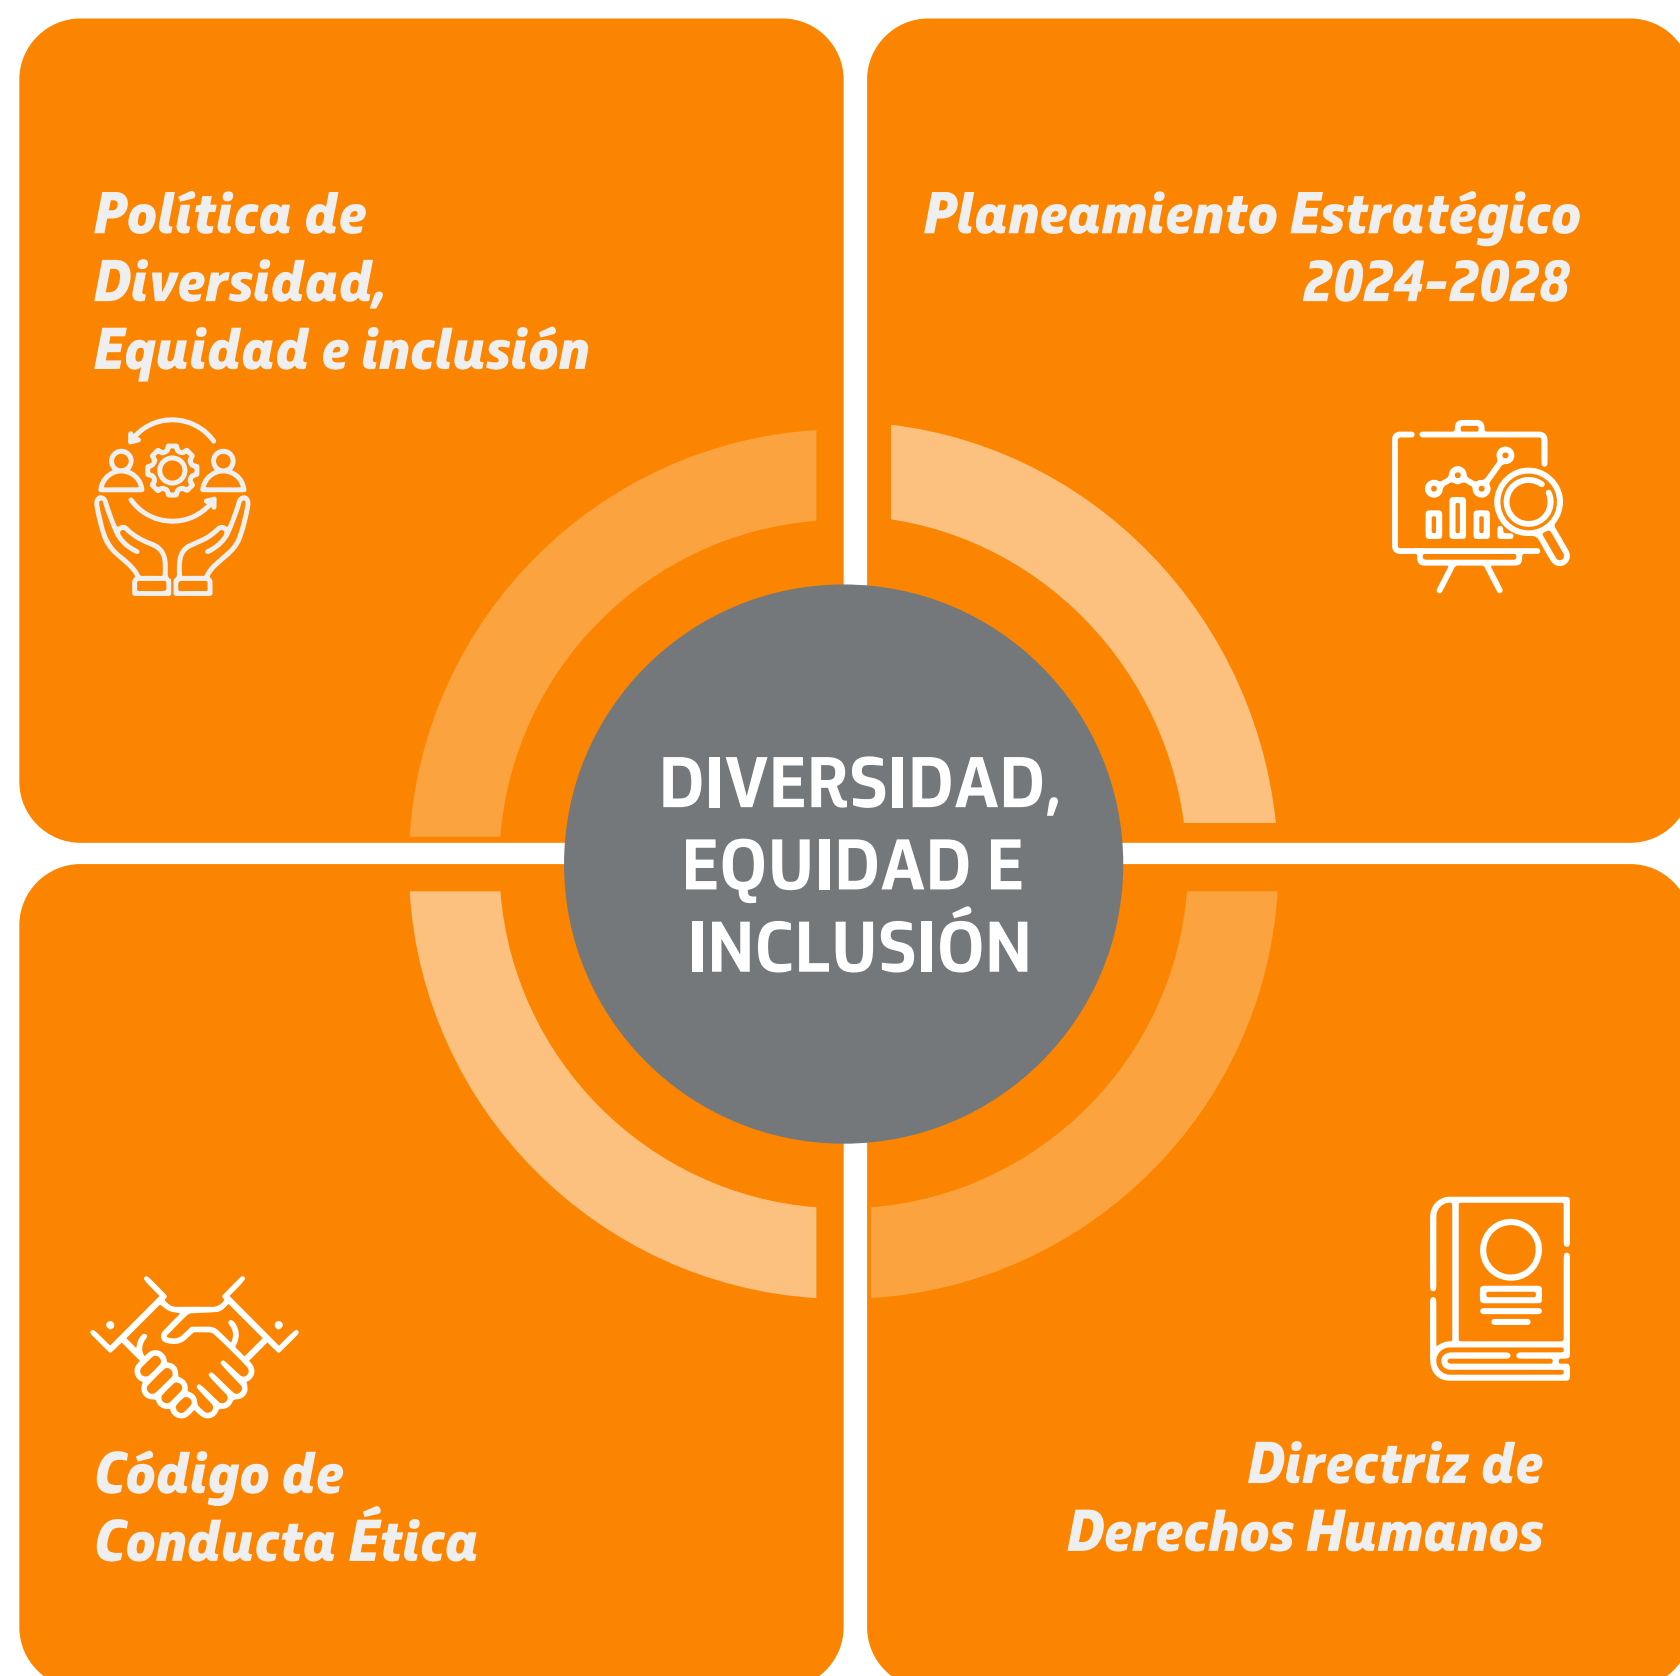 Política de
Diversidad,
Equidad e inclusión
Planeamiento Estratégico
2024-2028
DIVERSIDAD,
EQUIDAD E
INCLUSIÓN
Código de
Conducta Ética
Directriz de
Derechos Humanos